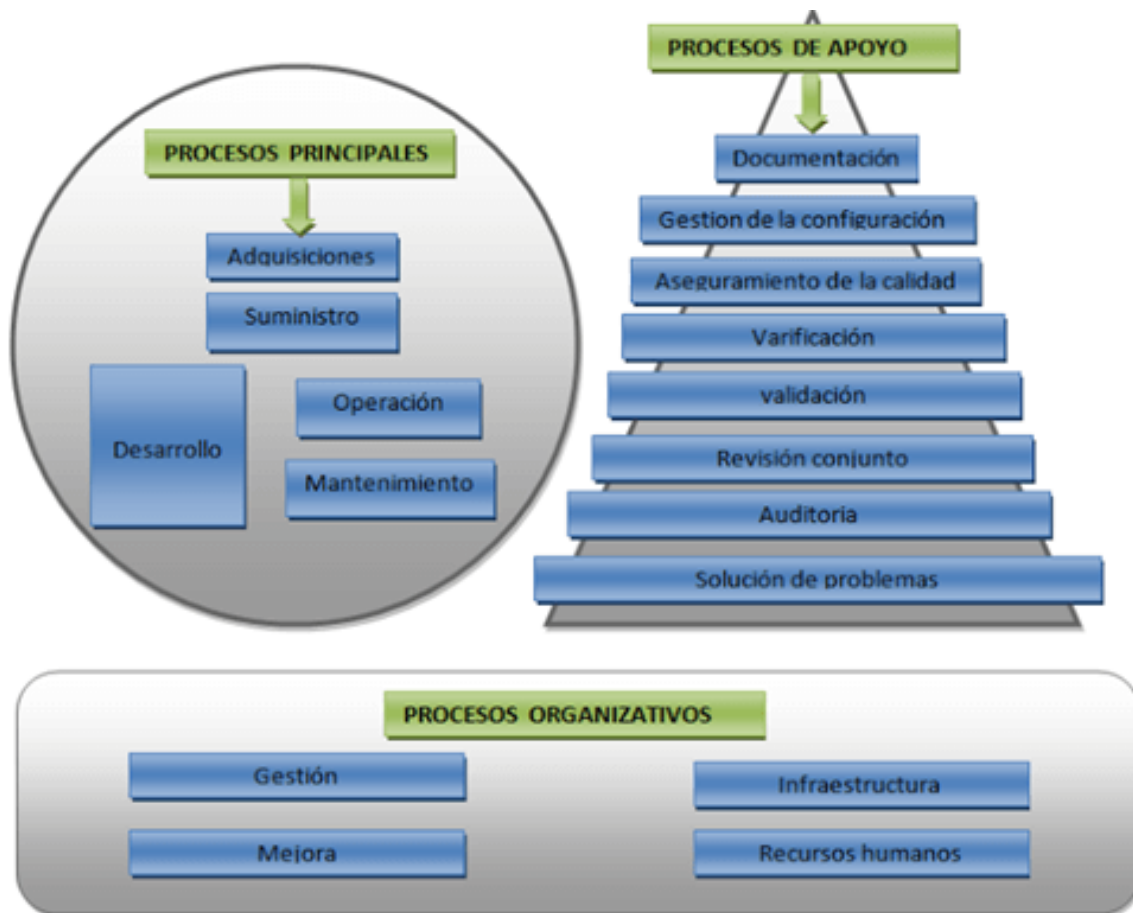 PROCESOS PRINCIPALES
Adquisiciones
Suministro
Desarrollo
Operación
Mantenimiento
PROCESOS DE APOYO
Documentación
Gestion de la configuración
Aseguramiento de la calidad
Varificación
validación
Revisión conjunto
Auditoria
Solución de problemas
PROCESOS ORGANIZATIVOS
Gestión
Infraestructura
Mejora
Recursos humanos